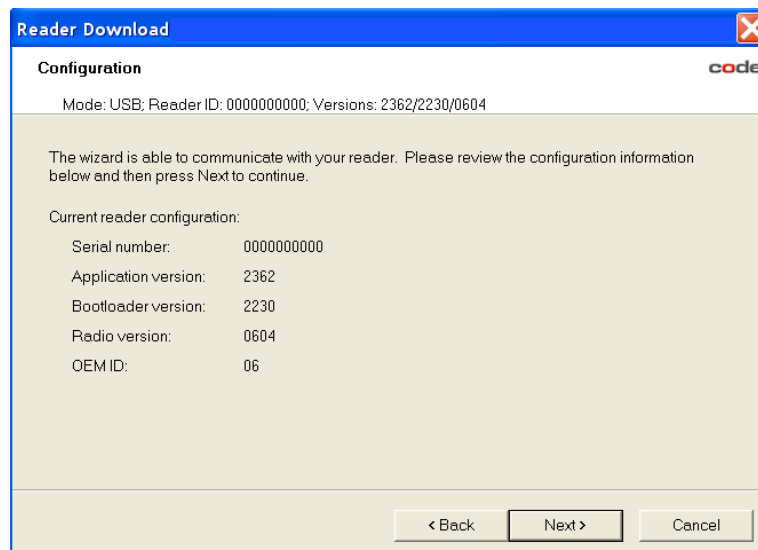 Reader Download
Configuration
code
Mode: USB; Reader ID: 0000000000; Versions: 2362/2230/0604
The wizard is able to communicate with your reader. Please review the configuration information
below and then press Next to continue.
Current reader configuration:
Serial number: 0000000000
Application version: 2362
Bootloader version: 2230
Radio version: 0604
OEM ID: 06
< Back Next > Cancel